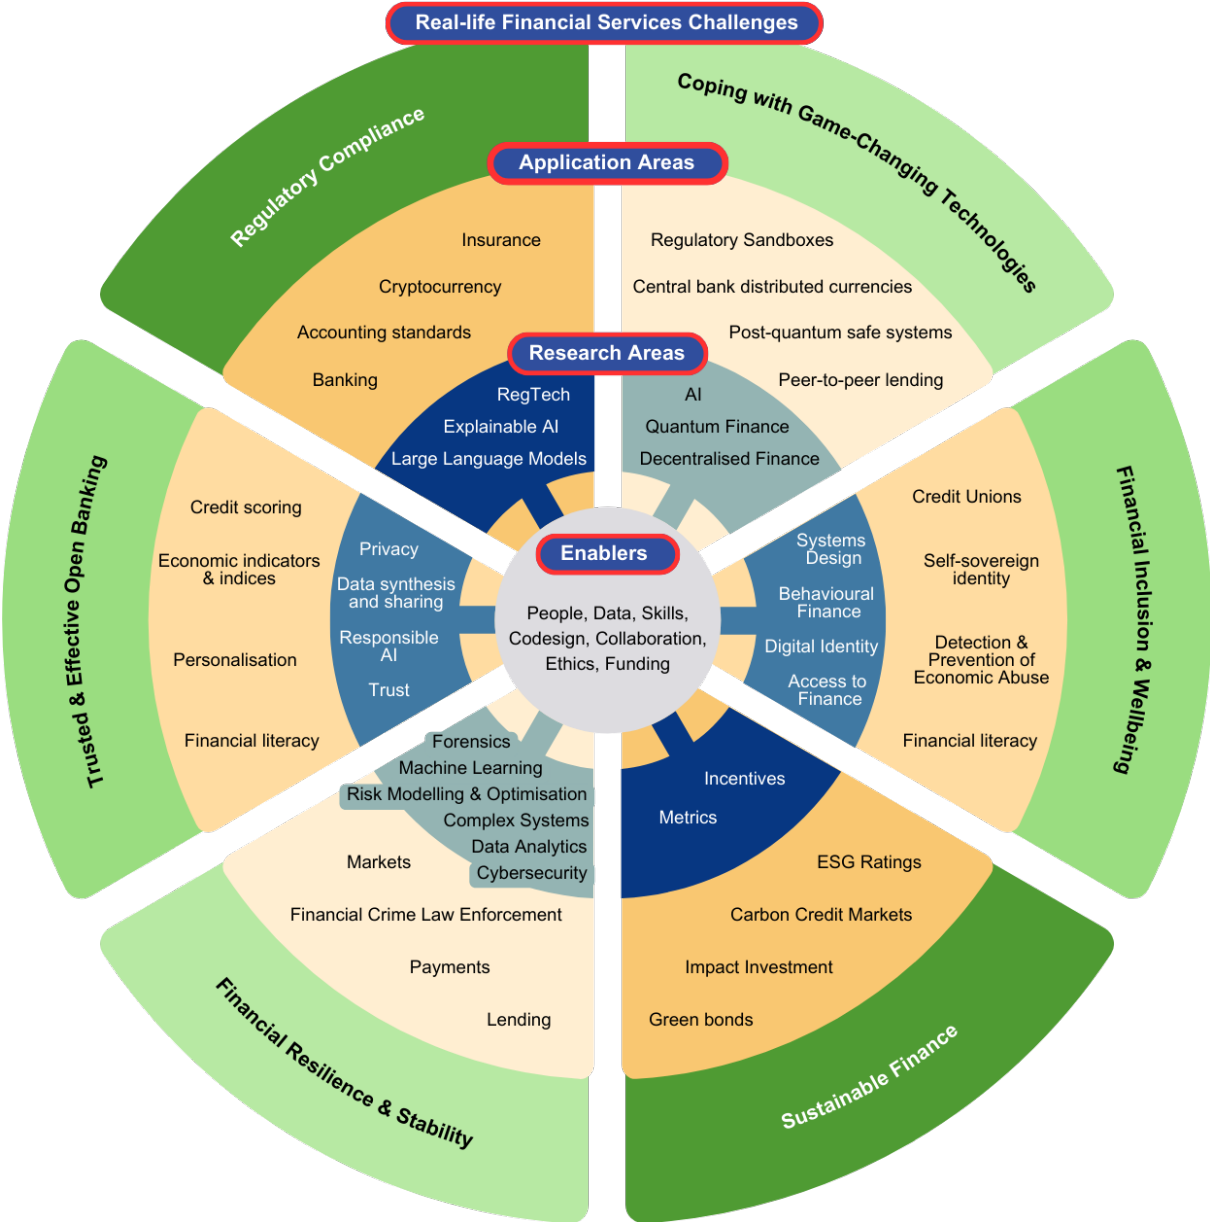 Real-life Financial Services Challenges
Regulatory Compliance
Coping with Game-Changing Technologies
Application Areas
Insurance
Cryptocurrency
Accounting standards
Banking
Regulatory Sandboxes
Central bank distributed currencies
Post-quantum safe systems
Peer-to-peer lending
Research Areas
RegTech
Explainable AI
Large Language Models
AI
Quantum Finance
Decentralised Finance
Trusted & Effective Open Banking
Credit scoring
Economic indicators
& indices
Personalisation
Financial literacy
Privacy
Data synthesis
and sharing
Responsible
AI
Trust
Enablers
People, Data, Skills,
Codesign, Collaboration,
Ethics, Funding
Systems
Design
Behavioural
Finance
Digital Identity
Access to
Finance
Credit Unions
Self-sovereign
identity
Detection &
Prevention of
Economic Abuse
Financial literacy
Financial Inclusion & Wellbeing
Forensics
Machine Learning
Risk Modelling & Optimisation
Complex Systems
Data Analytics
Cybersecurity
Markets
Financial Crime Law Enforcement
Payments
Lending
Financial Resilience & Stability
Incentives
Metrics
ESG Ratings
Carbon Credit Markets
Impact Investment
Green bonds
Sustainable Finance